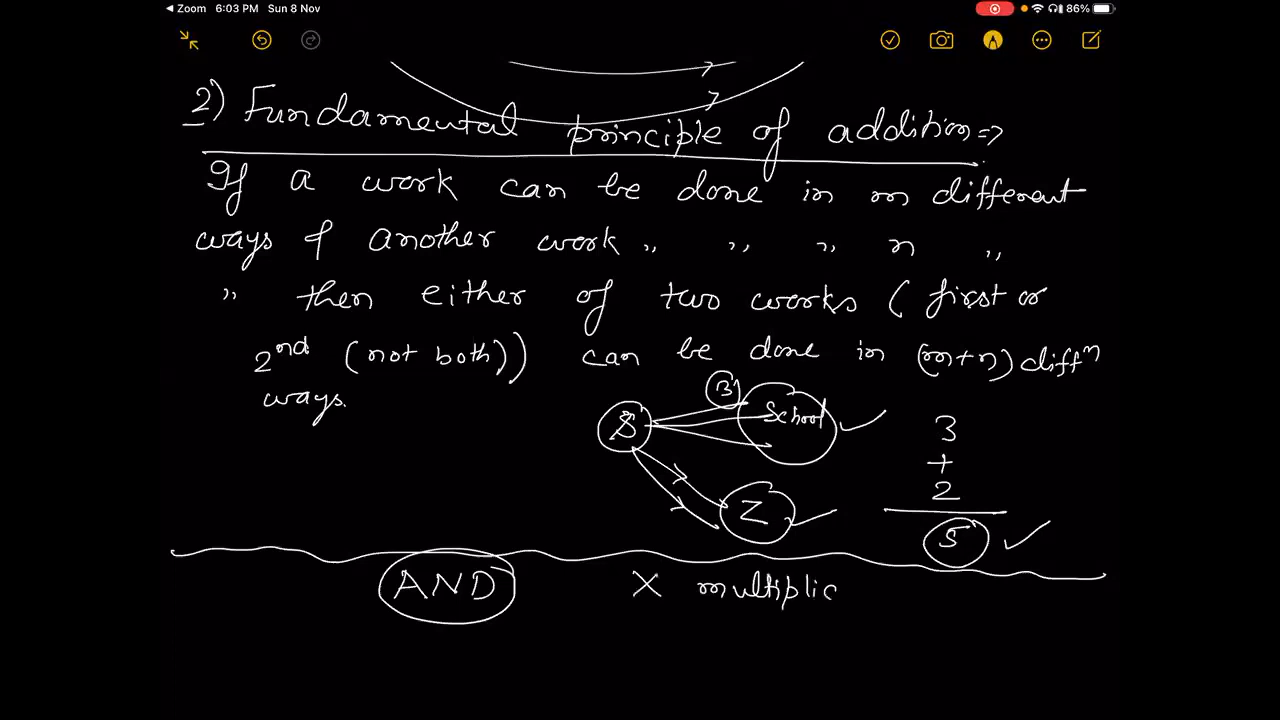 Zoom 6:03 PM Sun 8 Nov 86%
2) Fundamental principle of addition =>
If a work can be done in m different
ways & another work ,, ,, ,, n ,,
,, then either of two works (first or
2nd (not both)) can be done in (m+n) diffn
ways.
3
S School
3
+
2
Z
5
AND X multiplic